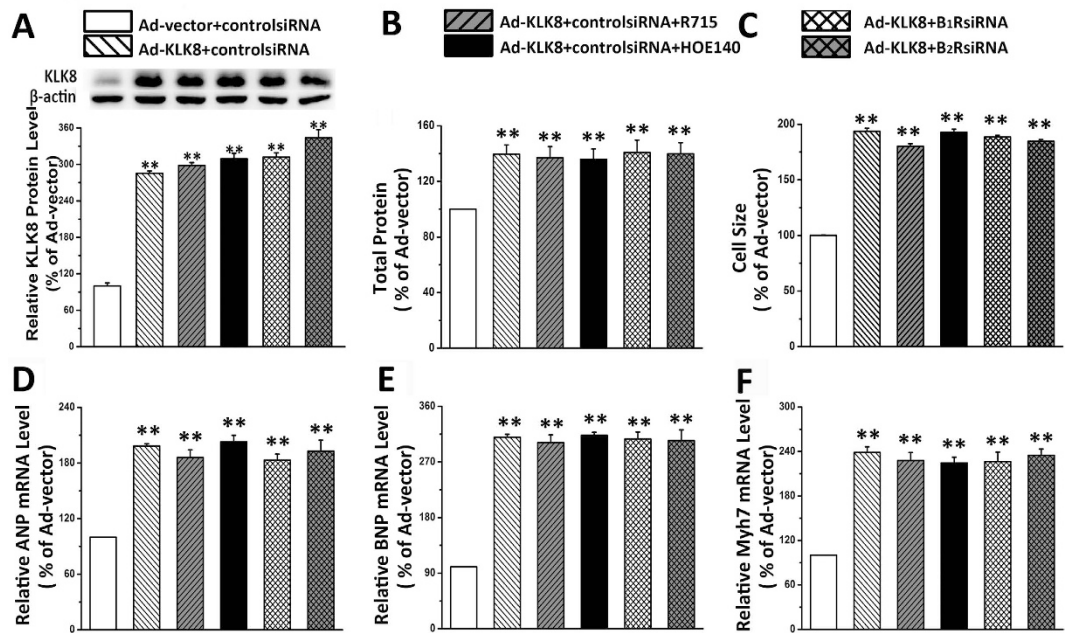 A
Ad-vector+controlsiRNA
Ad-KLK8+controlsiRNA
B
Ad-KLK8+controlsiRNA+R715
Ad-KLK8+controlsiRNA+HOE140
C
Ad-KLK8+B1RsiRNA
Ad-KLK8+B2RsiRNA
KLK8
β-actin
Relative KLK8 Protein Level
(% of Ad-vector)
360
300
240
180
120
60
0
** ** ** ** **
Total Protein
( % of Ad-vector)
160
120
80
40
0
** ** ** ** **
Cell Size
( % of Ad-vector)
200
150
100
50
0
** ** ** ** **
D
Relative ANP mRNA Level
( % of Ad-vector)
240
180
120
60
0
** ** ** ** **
E
Relative BNP mRNA Level
( % of Ad-vector)
360
270
180
90
0
** ** ** ** **
F
Relative Myh7 mRNA Level
( % of Ad-vector)
360
300
240
180
120
60
0
** ** ** ** **